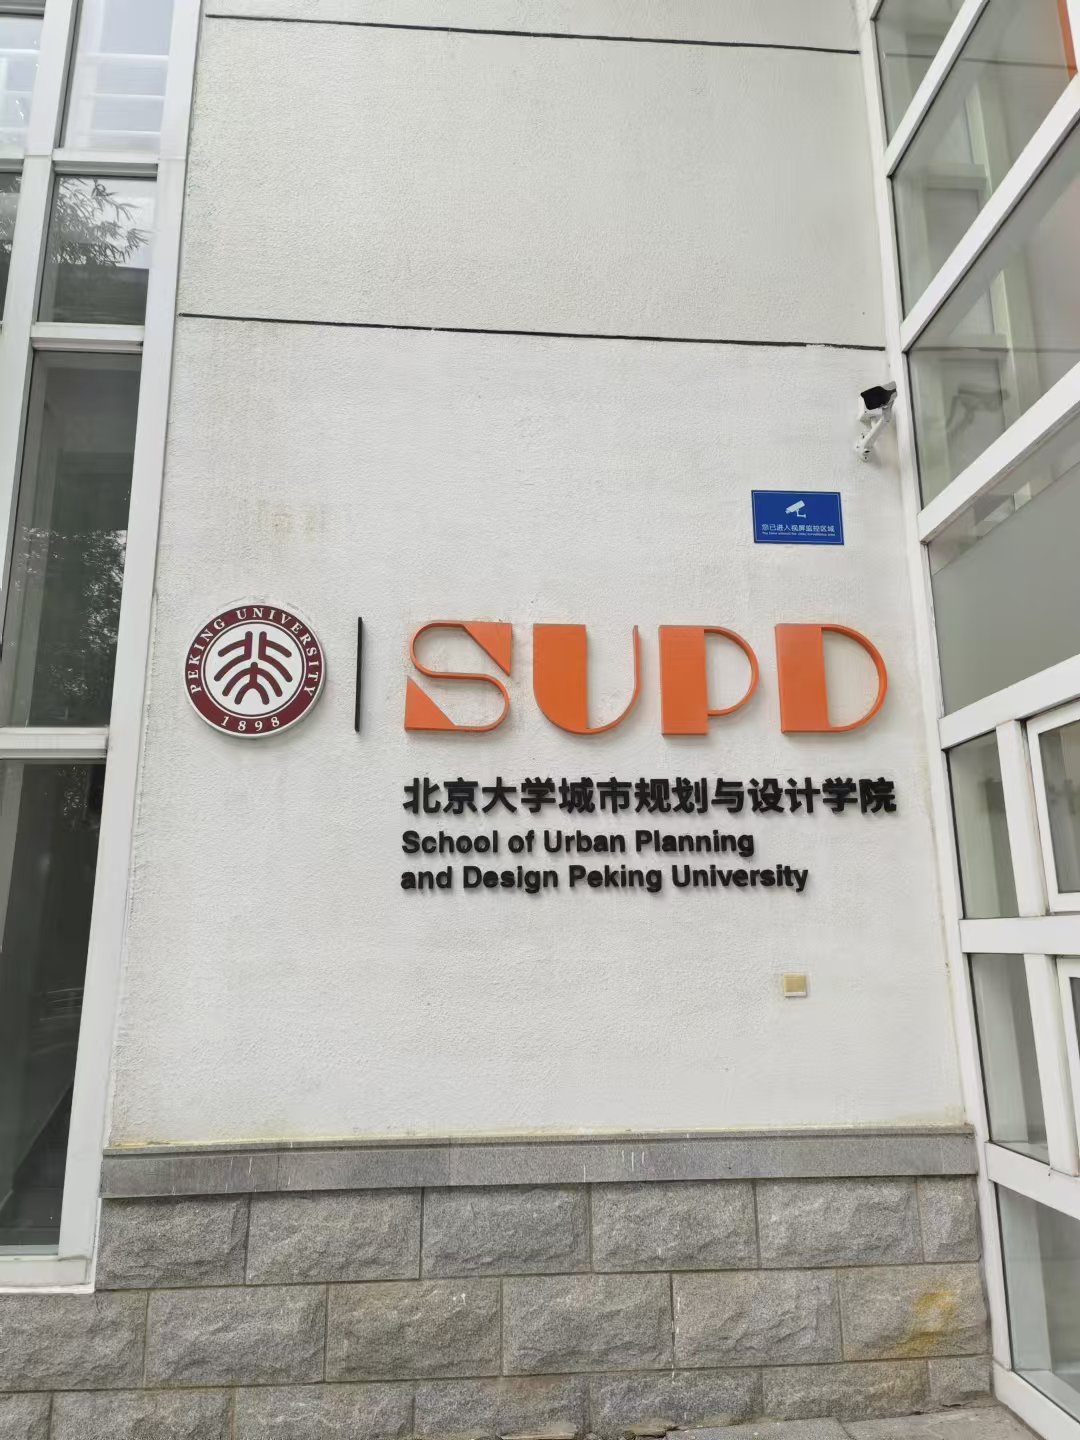 您已进入视屏监控区域
PEKING UNIVERSITY
1898
SUPD
北京大学城市规划与设计学院
School of Urban Planning
and Design Peking University